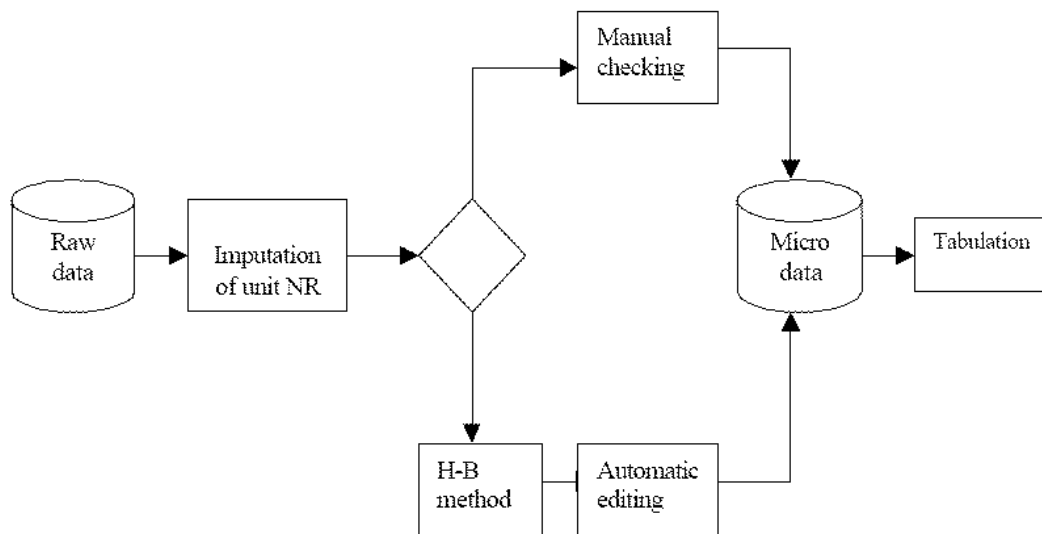 Manual
checking
Raw
data
Imputation
of unit NR
Micro
data
Tabulation
H-B
method
Automatic
editing